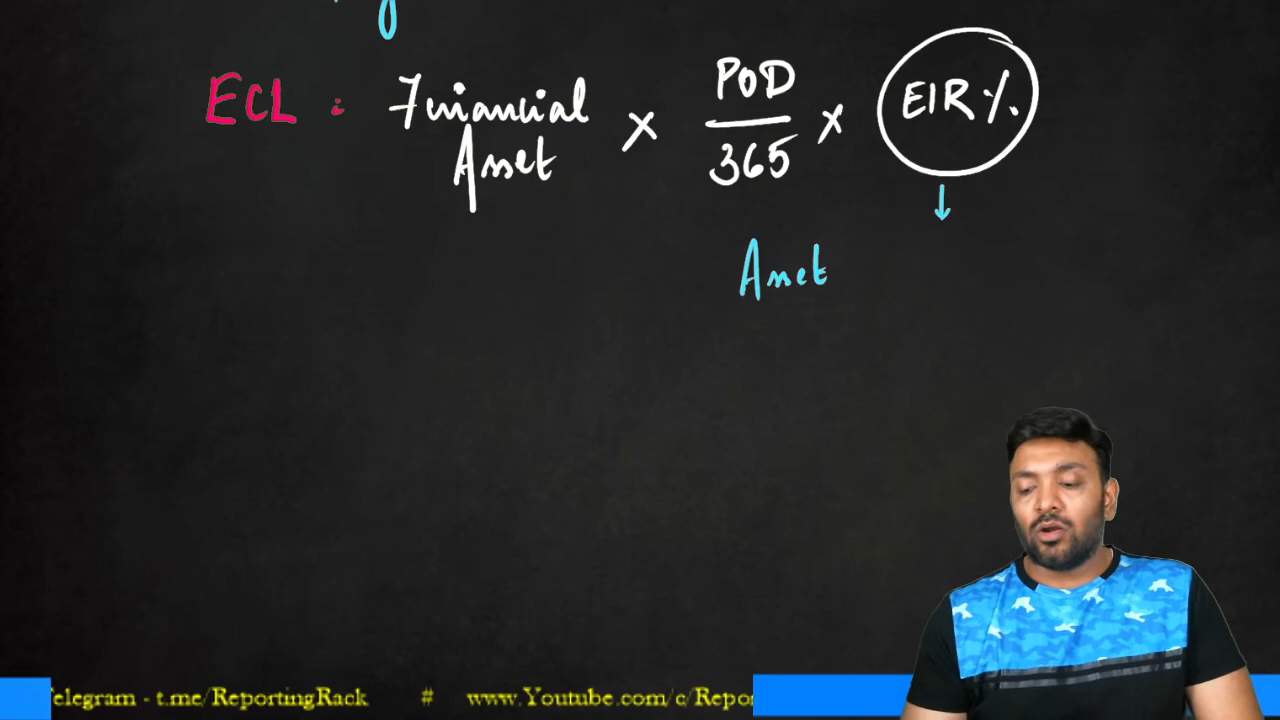 ECL : Financial Asset × POD / 365 × EIR %
Asset
Telegram - t.me/ReportingRack # www.Youtube.com/c/Repor